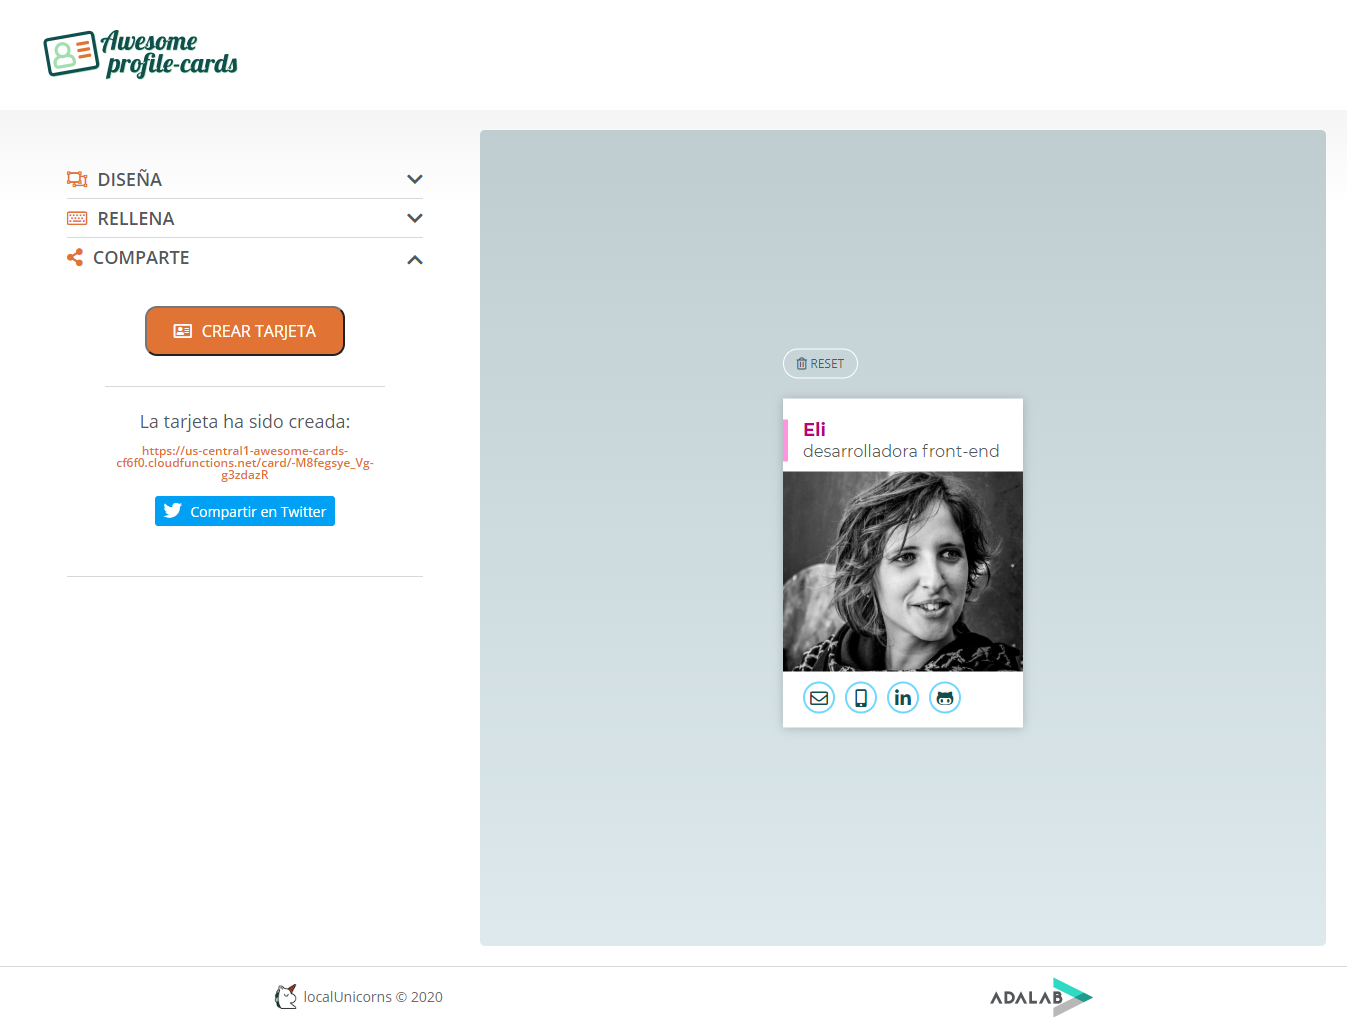 Awesome
profile-cards
DISEÑA
RELLENA
COMPARTE
CREAR TARJETA
La tarjeta ha sido creada:
https://us-central1-awesome-cards-
cf6f0.cloudfunctions.net/card/-M8fegsye_Vg-
g3zdazR
Compartir en Twitter
RESET
Eli
desarrolladora front-end
in
localUnicorns © 2020
ADALAB